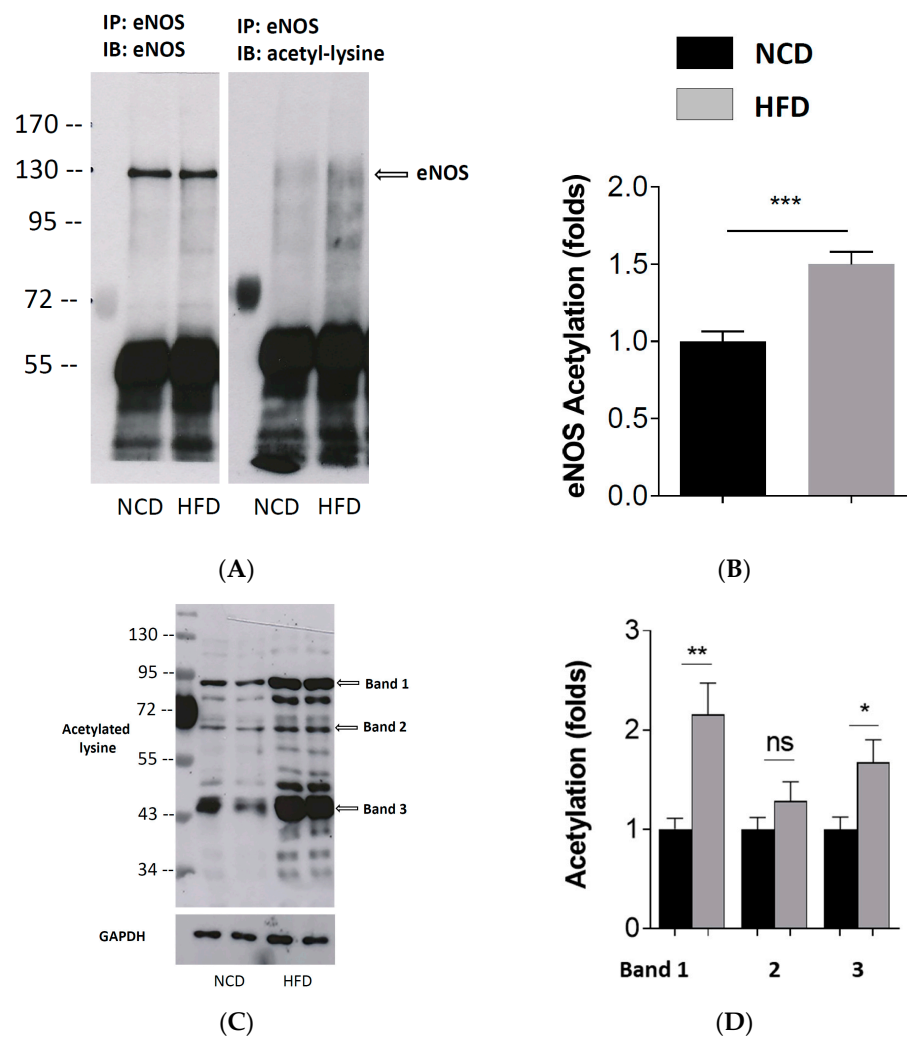 IP: eNOS
IB: eNOS
IP: eNOS
IB: acetyl-lysine
170 --
130 --
95 --
72 --
55 --
eNOS
NCD HFD
NCD HFD
(A)
NCD
HFD
eNOS Acetylation (folds)
2.0
1.5
1.0
0.5
0.0
***
(B)
130 --
95 --
72 --
55 --
43 --
34 --
Acetylated
lysine
Band 1
Band 2
Band 3
GAPDH
NCD HFD
(C)
Acetylation (folds)
3
2
1
0
**
ns
*
Band 1 2 3
(D)